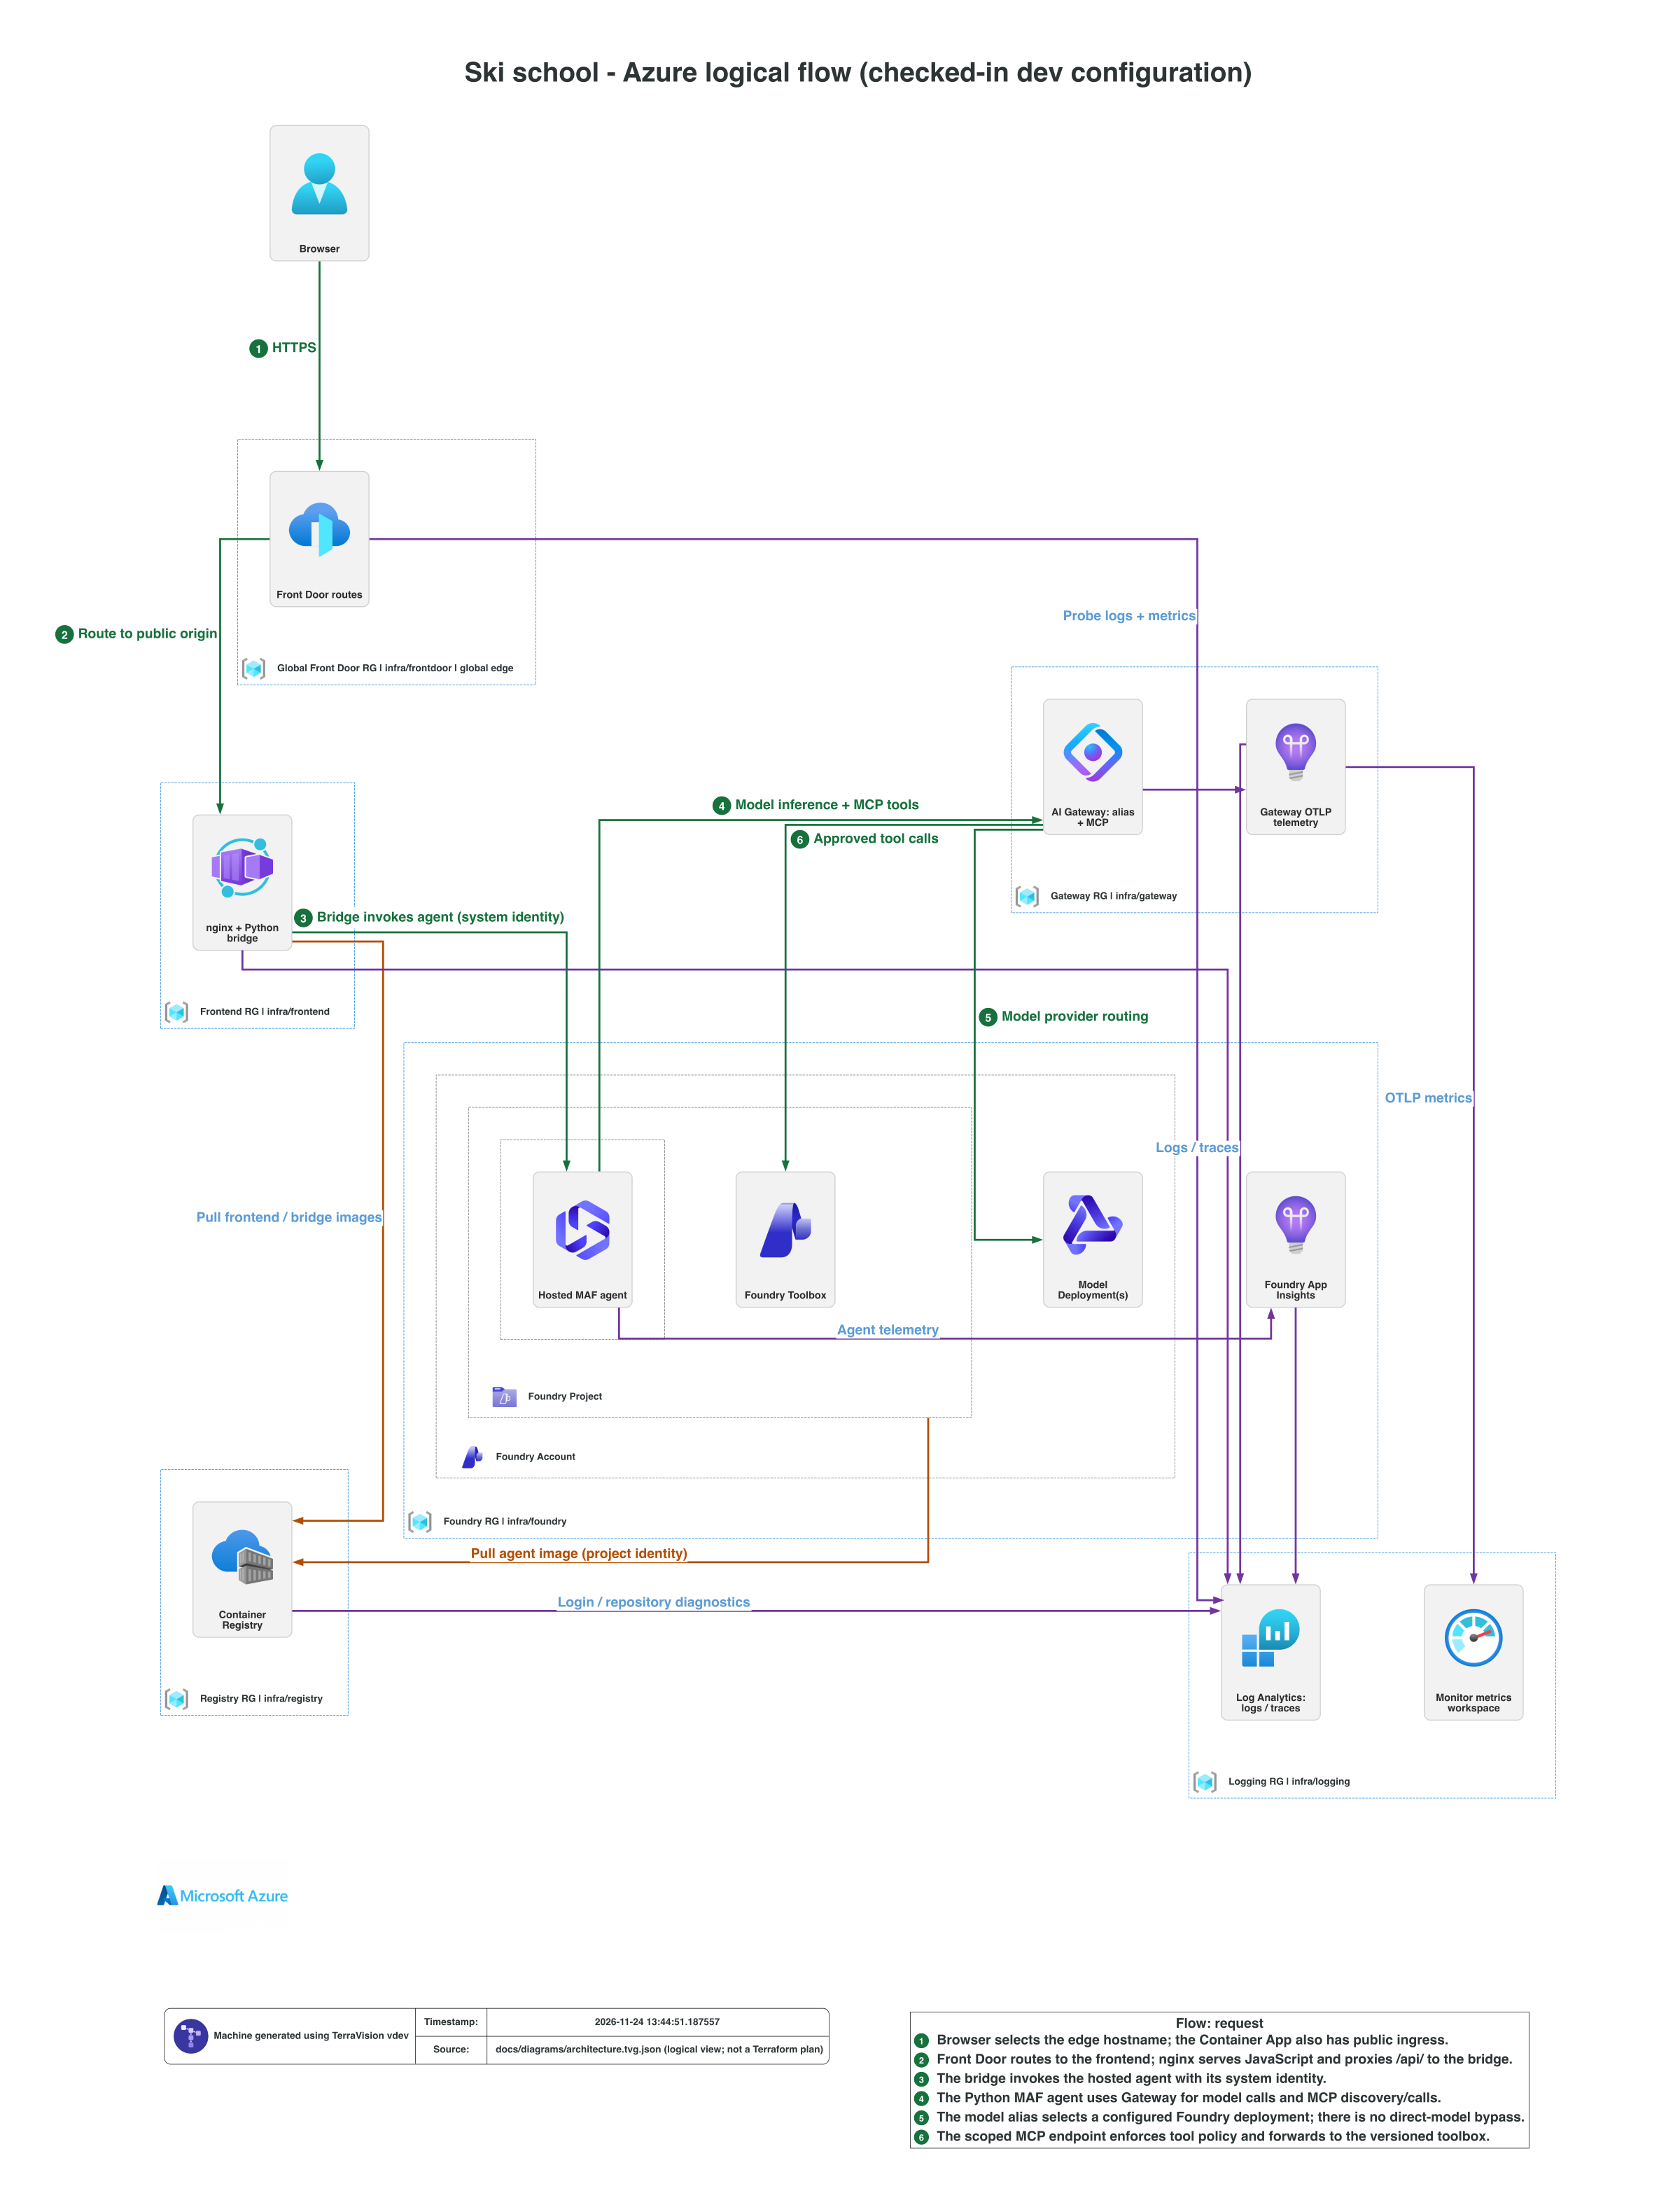 Ski school - Azure logical flow (checked-in dev configuration)
Browser
1 HTTPS
Front Door routes
Probe logs + metrics
2 Route to public origin
Global Front Door RG | infra/frontdoor | global edge
AI Gateway: alias
+ MCP
Gateway OTLP
telemetry
4 Model inference + MCP tools
6 Approved tool calls
Gateway RG | infra/gateway
nginx + Python
bridge
3 Bridge invokes agent (system identity)
Frontend RG | infra/frontend
5 Model provider routing
OTLP metrics
Logs / traces
Pull frontend / bridge images
Hosted MAF agent
Foundry Toolbox
Model
Deployment(s)
Foundry App
Insights
Agent telemetry
Foundry Project
Foundry Account
Foundry RG | infra/foundry
Pull agent image (project identity)
Login / repository diagnostics
Container
Registry
Registry RG | infra/registry
Log Analytics:
logs / traces
Monitor metrics
workspace
Logging RG | infra/logging
Microsoft Azure
Machine generated using TerraVision vdev
Timestamp: 2026-11-24 13:44:51.187557
Source: docs/diagrams/architecture.tvg.json (logical view; not a Terraform plan)
Flow: request
1 Browser selects the edge hostname; the Container App also has public ingress.
2 Front Door routes to the frontend; nginx serves JavaScript and proxies /api/ to the bridge.
3 The bridge invokes the hosted agent with its system identity.
4 The Python MAF agent uses Gateway for model calls and MCP discovery/calls.
5 The model alias selects a configured Foundry deployment; there is no direct-model bypass.
6 The scoped MCP endpoint enforces tool policy and forwards to the versioned toolbox.